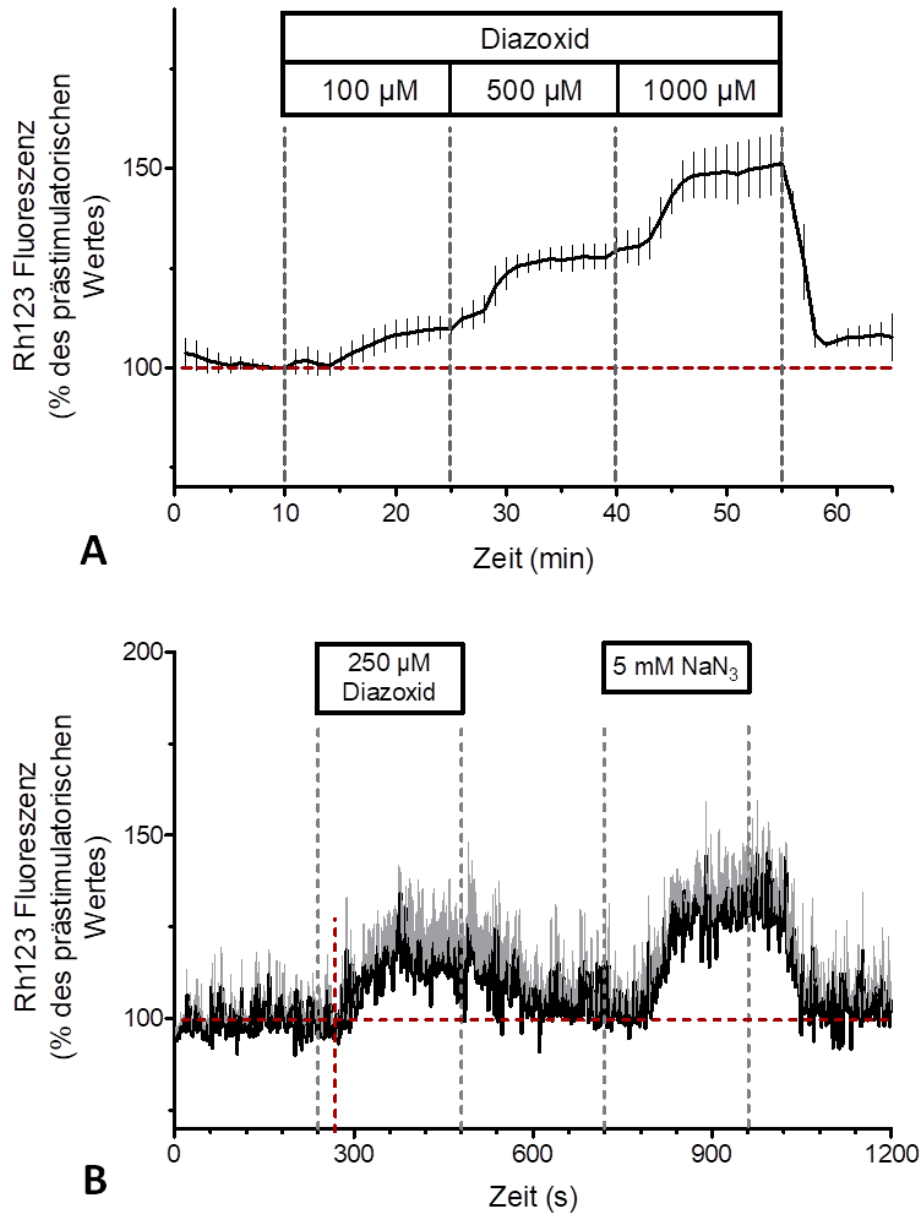 Diazoxid
100 µM 500 µM 1000 µM
Rh123 Fluoreszenz
(% des prästimulatorischen
Wertes)
150
100
0 10 20 30 40 50 60
Zeit (min)
A
250 µM
Diazoxid
5 mM NaN₃
Rh123 Fluoreszenz
(% des prästimulatorischen
Wertes)
200
150
100
0 300 600 900 1200
Zeit (s)
B